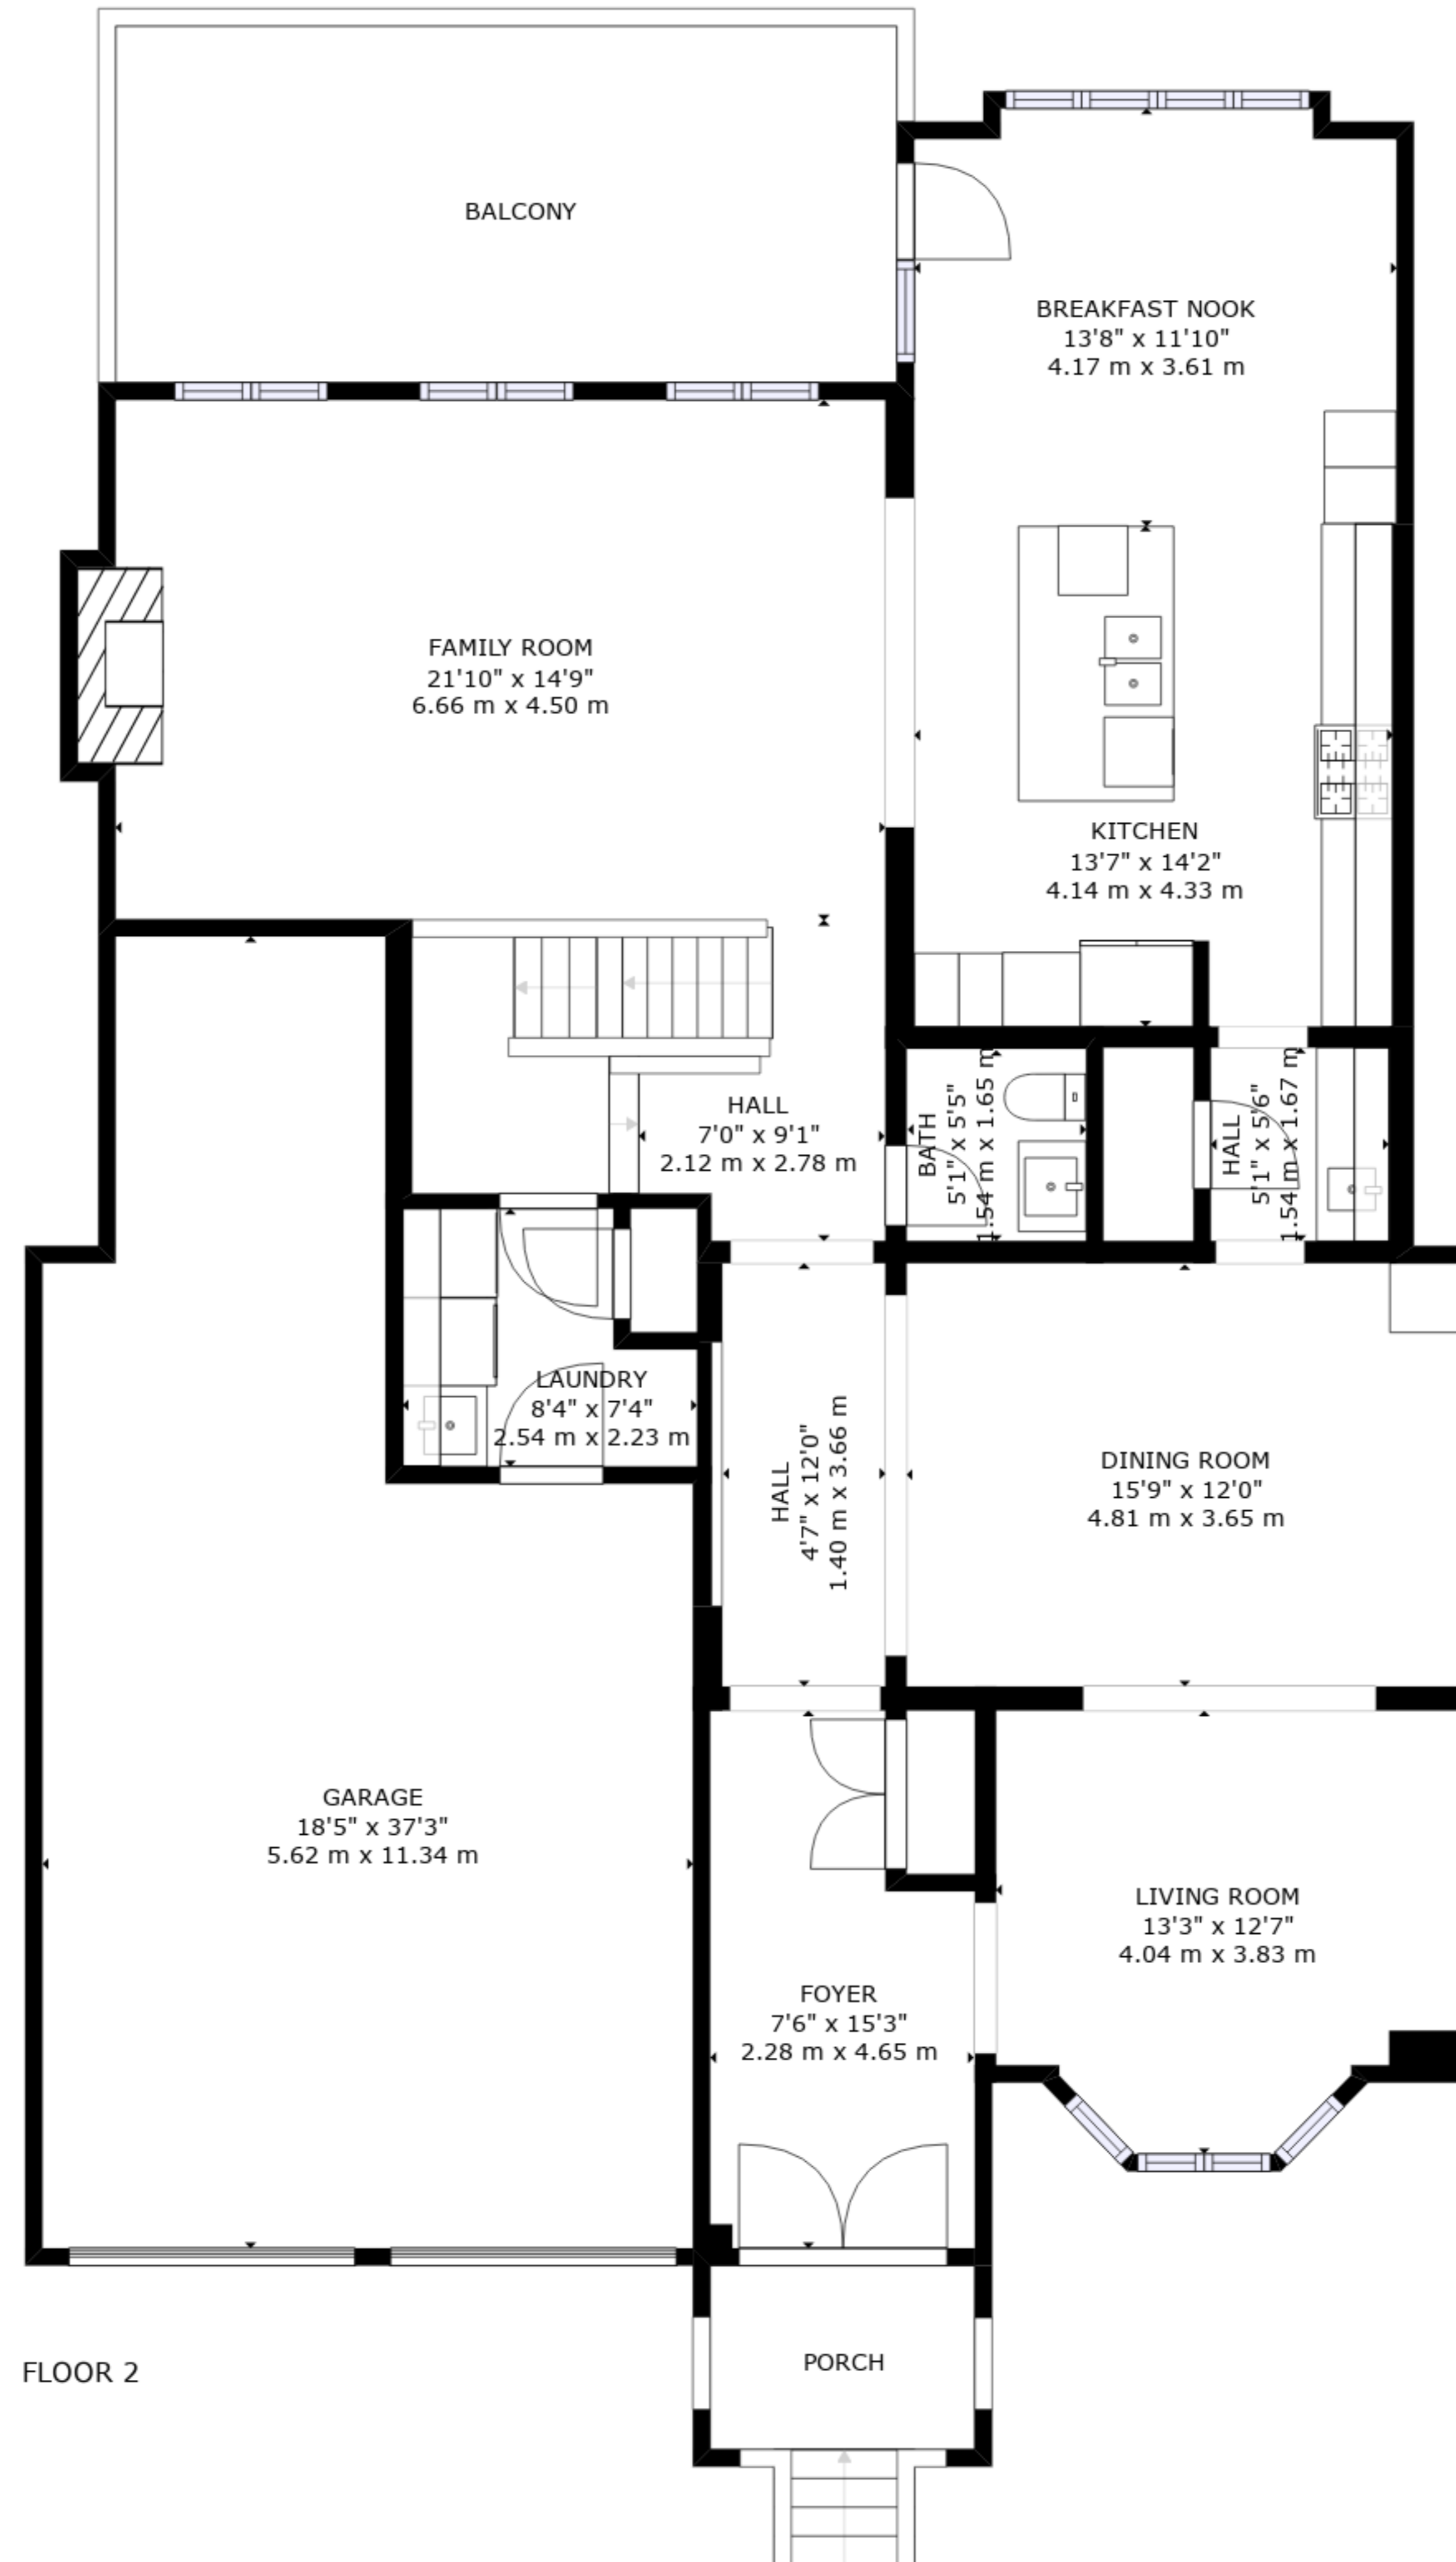 BALCONY
BREAKFAST NOOK
13'8" x 11'10"
4.17 m x 3.61 m
FAMILY ROOM
21'10" x 14'9"
6.66 m x 4.50 m
KITCHEN
13'7" x 14'2"
4.14 m x 4.33 m
HALL
7'0" x 9'1"
2.12 m x 2.78 m
BATH
5'1" x 5'5"
1.54 m x 1.65 m
HALL
5'1" x 5'6"
1.54 m x 1.67 m
LAUNDRY
8'4" x 7'4"
2.54 m x 2.23 m
HALL
4'7" x 12'0"
1.40 m x 3.66 m
DINING ROOM
15'9" x 12'0"
4.81 m x 3.65 m
GARAGE
18'5" x 37'3"
5.62 m x 11.34 m
LIVING ROOM
13'3" x 12'7"
4.04 m x 3.83 m
FOYER
7'6" x 15'3"
2.28 m x 4.65 m
PORCH
FLOOR 2